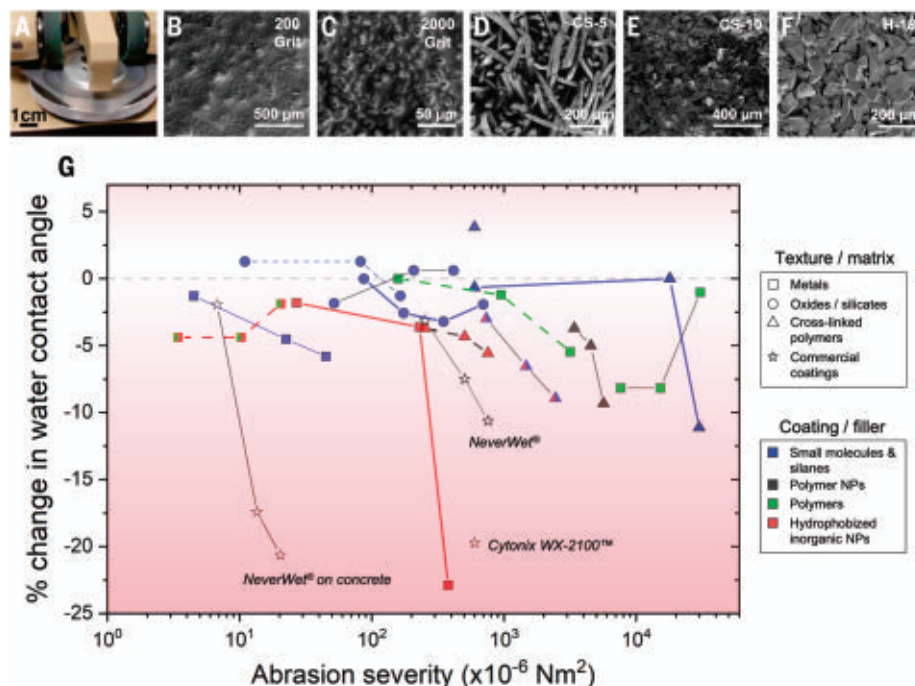 A
1cm
B
200
Grit
500 µm
C
2000
Grit
50 µm
D
CS-5
200 µm
E
CS-10
400 µm
F
H-18
200 µm
G
% change in water contact angle
5
0
-5
-10
-15
-20
-25
NeverWet®
Cytonix WX-2100™
NeverWet® on concrete
10⁰
10¹
10²
10³
10⁴
Abrasion severity (x10⁻⁶ Nm²)
Texture / matrix
Metals
Oxides / silicates
Cross-linked
polymers
Commercial
coatings
Coating / filler
Small molecules &
silanes
Polymer NPs
Polymers
Hydrophobized
inorganic NPs